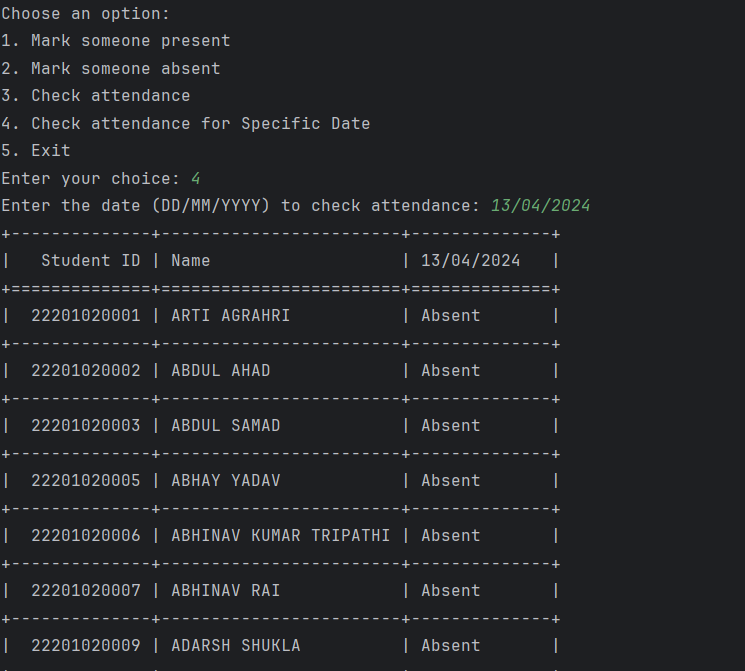 Choose an option:
1. Mark someone present
2. Mark someone absent
3. Check attendance
4. Check attendance for Specific Date
5. Exit
Enter your choice: 4
Enter the date (DD/MM/YYYY) to check attendance: 13/04/2024
+--------------+------------------------+--------------+
|   Student ID | Name                   | 13/04/2024   |
+==============+========================+==============+
|  22201020001 | ARTI AGRAHRI           | Absent       |
+--------------+------------------------+--------------+
|  22201020002 | ABDUL AHAD             | Absent       |
+--------------+------------------------+--------------+
|  22201020003 | ABDUL SAMAD            | Absent       |
+--------------+------------------------+--------------+
|  22201020005 | ABHAY YADAV            | Absent       |
+--------------+------------------------+--------------+
|  22201020006 | ABHINAV KUMAR TRIPATHI | Absent       |
+--------------+------------------------+--------------+
|  22201020007 | ABHINAV RAI            | Absent       |
+--------------+------------------------+--------------+
|  22201020009 | ADARSH SHUKLA          | Absent       |